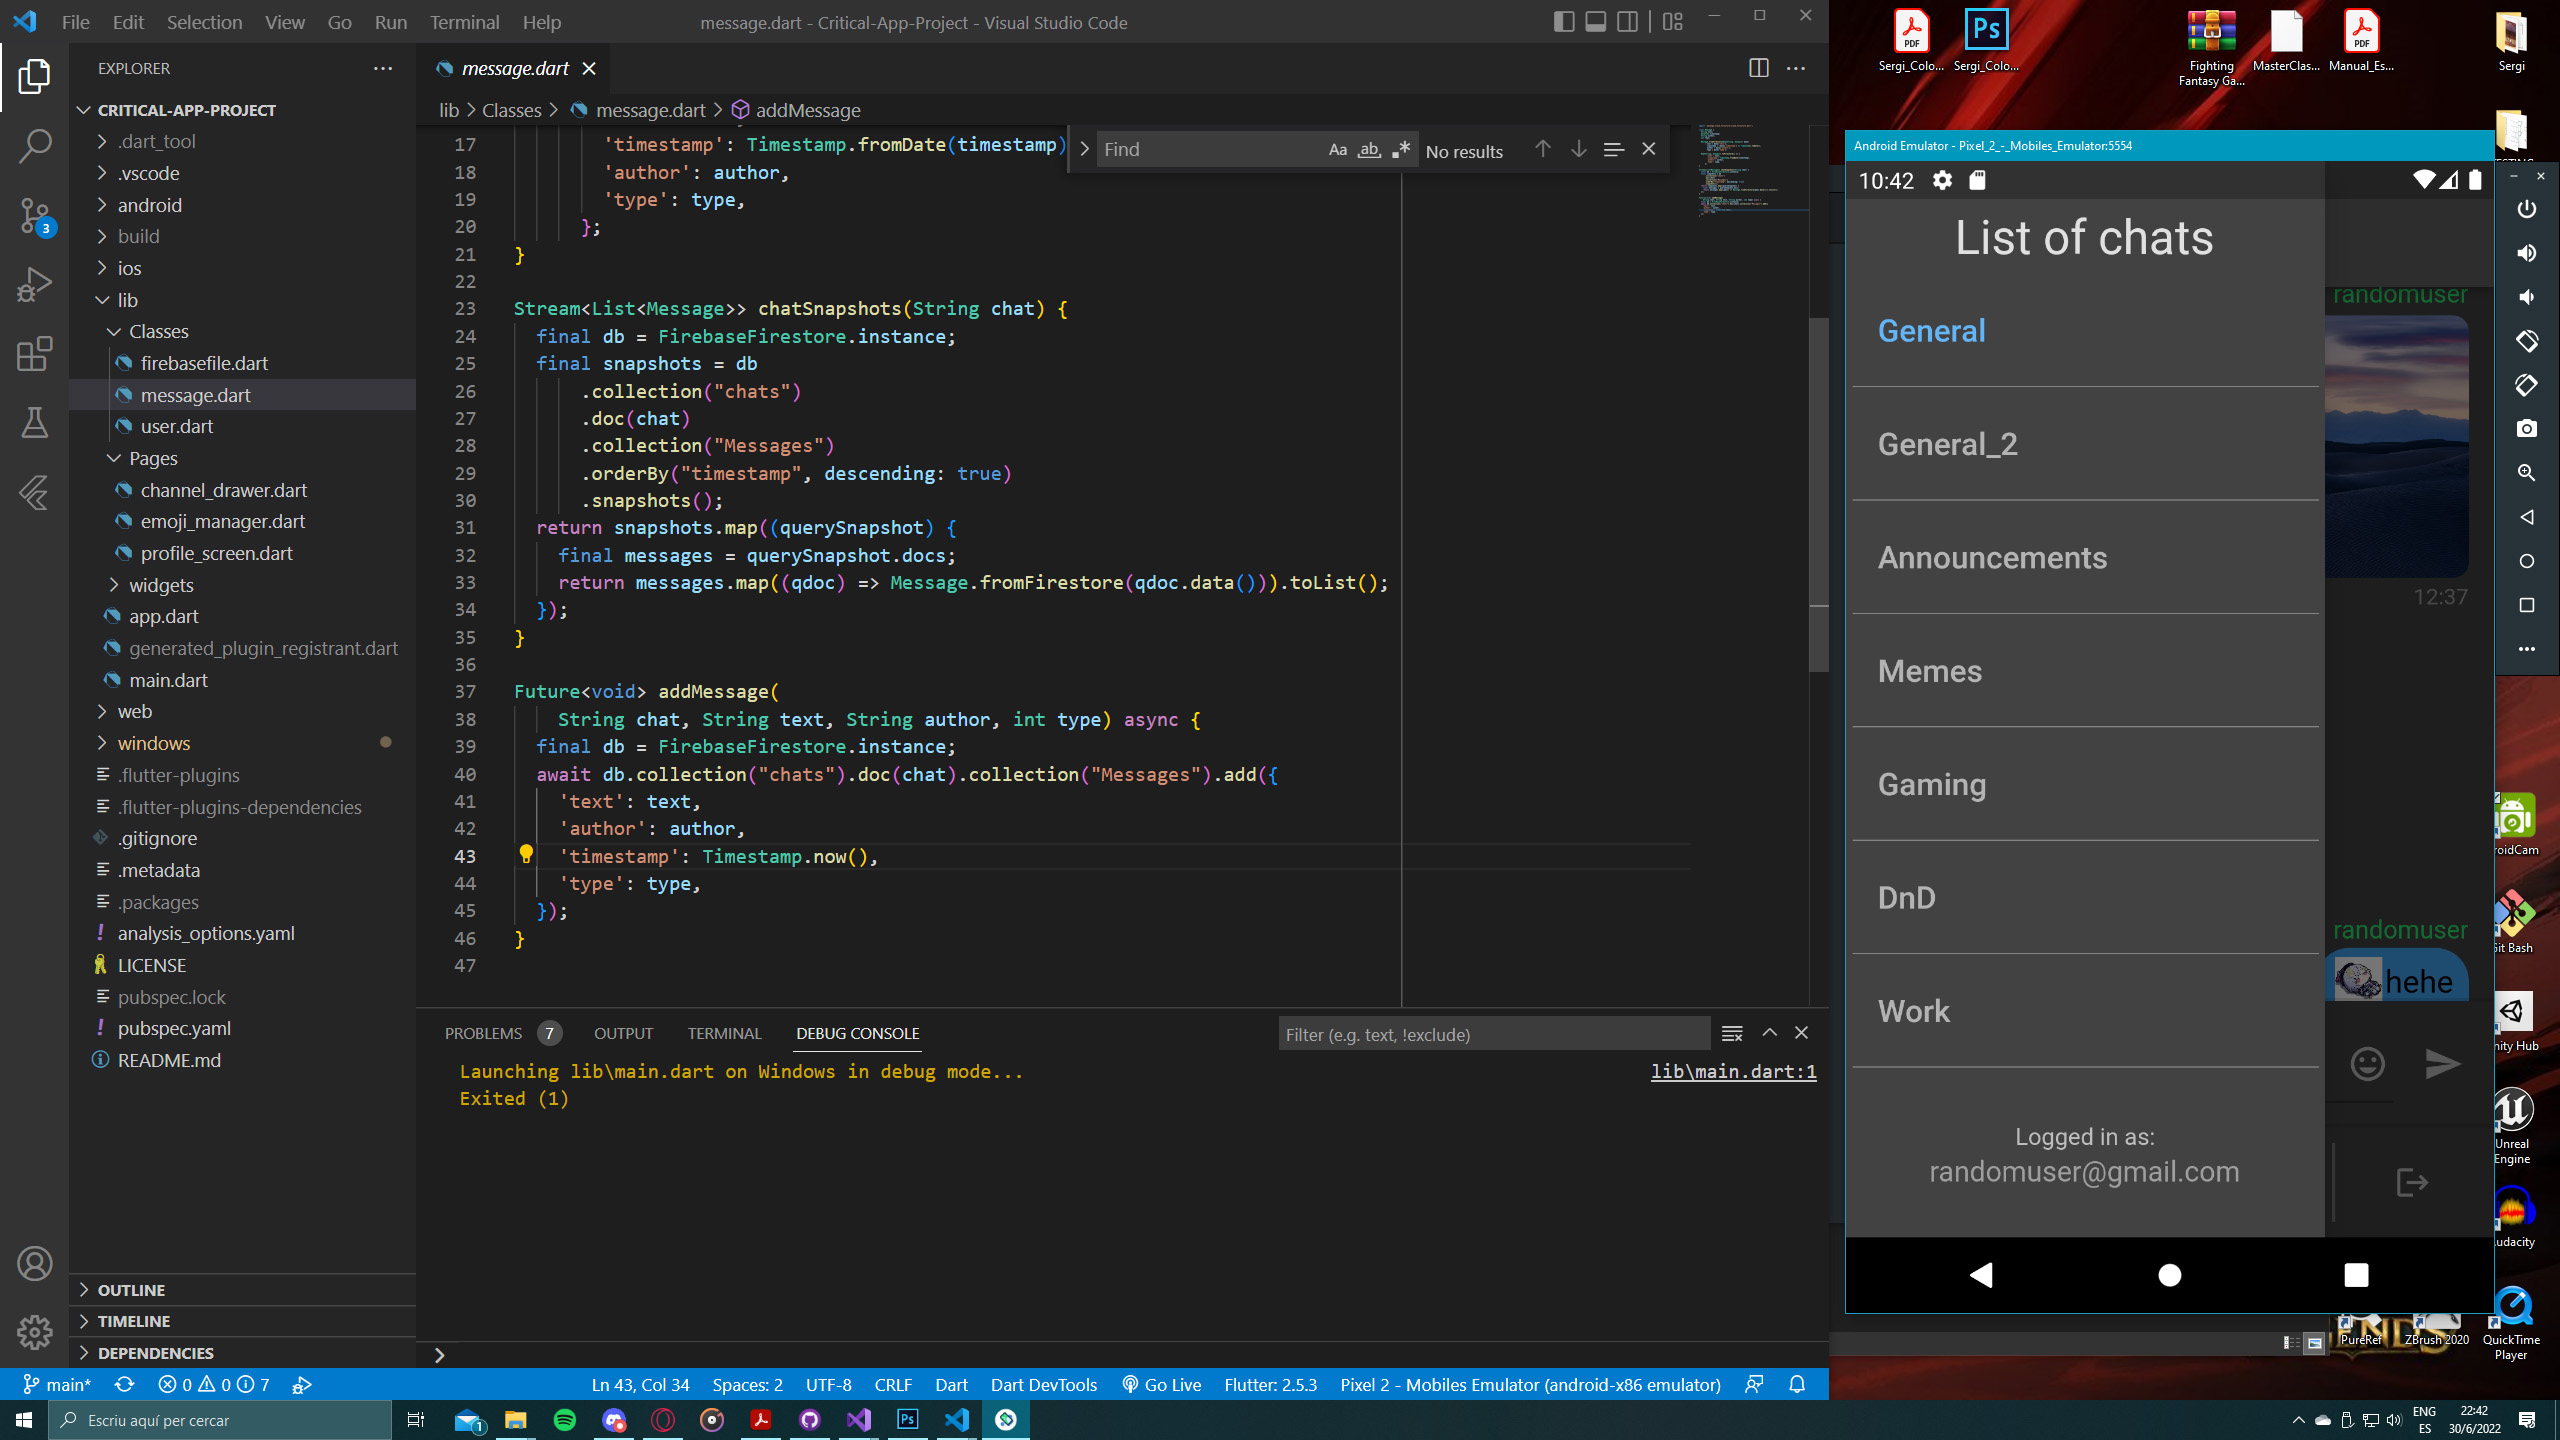 File Edit Selection View Go Run Terminal Help
message.dart - Critical-App-Project - Visual Studio Code
EXPLORER
CRITICAL-APP-PROJECT
.dart_tool
.vscode
android
build
ios
lib
Classes
firebasefile.dart
message.dart
user.dart
Pages
channel_drawer.dart
emoji_manager.dart
profile_screen.dart
widgets
app.dart
generated_plugin_registrant.dart
main.dart
web
windows
.flutter-plugins
.flutter-plugins-dependencies
.gitignore
.metadata
.packages
analysis_options.yaml
LICENSE
pubspec.lock
pubspec.yaml
README.md
OUTLINE
TIMELINE
DEPENDENCIES
3
message.dart
lib > Classes > message.dart > addMessage
Find
Aa ab .*
No results
17 'timestamp': Timestamp.fromDate(timestamp)
18 'author': author,
19 'type': type,
20 };
21 }
22
23 Stream<List<Message>> chatSnapshots(String chat) {
24 final db = FirebaseFirestore.instance;
25 final snapshots = db
26 .collection("chats")
27 .doc(chat)
28 .collection("Messages")
29 .orderBy("timestamp", descending: true)
30 .snapshots();
31 return snapshots.map((querySnapshot) {
32 final messages = querySnapshot.docs;
33 return messages.map((qdoc) => Message.fromFirestore(qdoc.data())).toList();
34 });
35 }
36
37 Future<void> addMessage(
38 String chat, String text, String author, int type) async {
39 final db = FirebaseFirestore.instance;
40 await db.collection("chats").doc(chat).collection("Messages").add({
41 'text': text,
42 'author': author,
43 'timestamp': Timestamp.now(),
44 'type': type,
45 });
46 }
47
PROBLEMS 7 OUTPUT TERMINAL DEBUG CONSOLE
Filter (e.g. text, !exclude)
Launching lib\main.dart on Windows in debug mode...
lib\main.dart:1
Exited (1)
main* 0 0 7
Ln 43, Col 34 Spaces: 2 UTF-8 CRLF Dart Dart DevTools Go Live Flutter: 2.5.3 Pixel 2 - Mobiles Emulator (android-x86 emulator)
Sergi_Colo...
Sergi_Colo...
Fighting
Fantasy Ga...
MasterClas...
Manual_Es...
Sergi
PDF
Ps
PDF
Android Emulator - Pixel_2_-_Mobiles_Emulator:5554
10:42
List of chats
General
General_2
Announcements
Memes
Gaming
DnD
Work
Logged in as:
randomuser@gmail.com
randomuser
12:37
randomuser
hehe
roidCam
Git Bash
nity Hub
Unreal
Engine
udacity
PureRef
ZBrush 2020
QuickTime
Player
ENDS
Escriu aquí per cercar
1
Ps
ENG
ES
22:42
30/6/2022